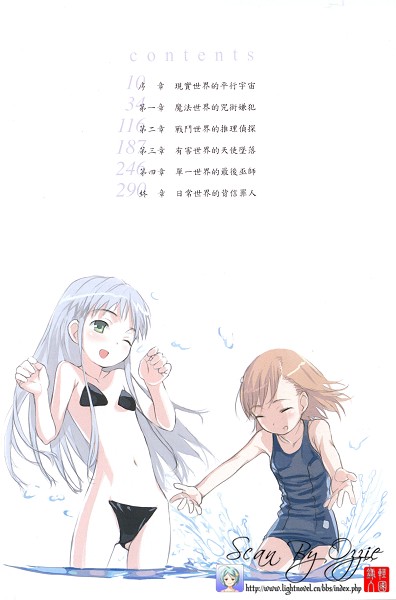 contents
10 序 章 現實世界的平行宇宙
34 第一章 魔法世界的咒術嫌犯
116 第二章 戰鬥世界的推理偵探
187 第三章 有害世界的天使墜落
246 第四章 單一世界的最後巫師
290 終 章 日常世界的背信罪人
Scan By Ozzie
http://www.lightnovel.cn/bbs/index.php